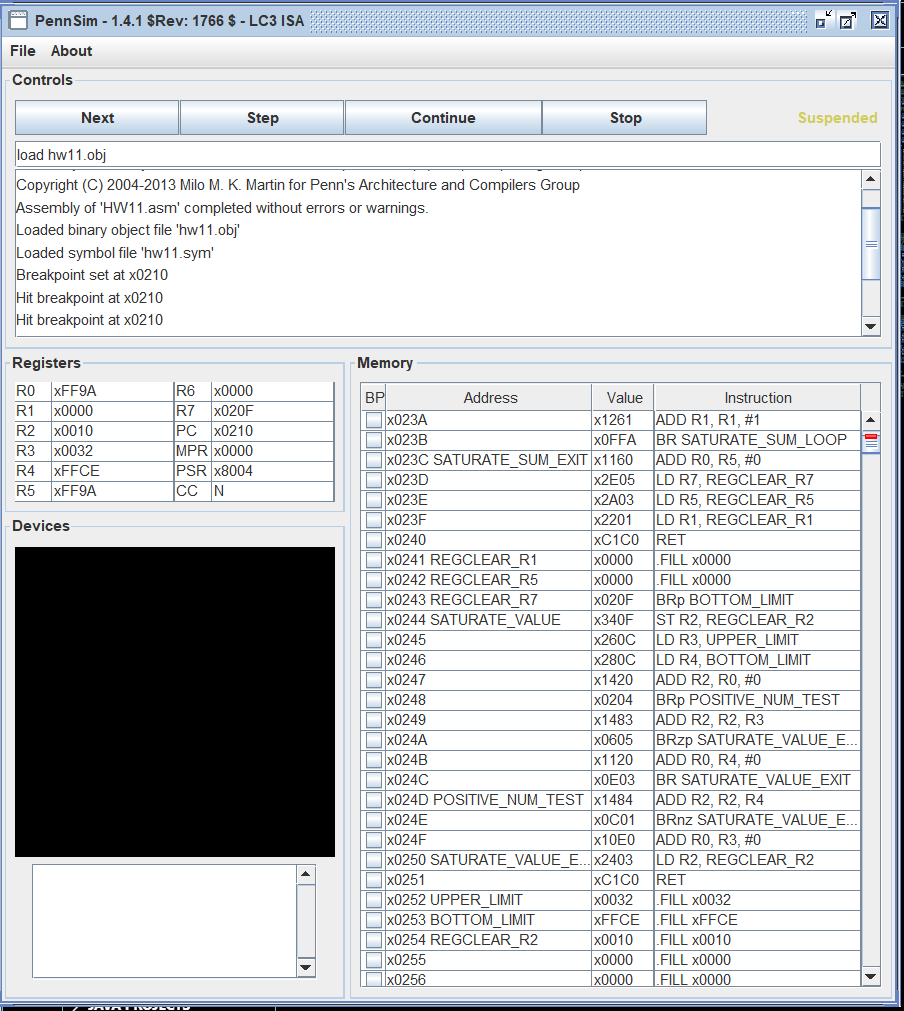 PennSim - 1.4.1 $Rev: 1766 $ - LC3 ISA
File About
Controls
Next Step Continue Stop Suspended
load hw11.obj
Copyright (C) 2004-2013 Milo M. K. Martin for Penn's Architecture and Compilers Group
Assembly of 'HW11.asm' completed without errors or warnings.
Loaded binary object file 'hw11.obj'
Loaded symbol file 'hw11.sym'
Breakpoint set at x0210
Hit breakpoint at x0210
Hit breakpoint at x0210
Registers
R0 xFF9A R6 x0000
R1 x0000 R7 x020F
R2 x0010 PC x0210
R3 x0032 MPR x0000
R4 xFFCE PSR x8004
R5 xFF9A CC N
Devices
Memory
BP Address Value Instruction
x023A x1261 ADD R1, R1, #1
x023B x0FFA BR SATURATE_SUM_LOOP
x023C SATURATE_SUM_EXIT x1160 ADD R0, R5, #0
x023D x2E05 LD R7, REGCLEAR_R7
x023E x2A03 LD R5, REGCLEAR_R5
x023F x2201 LD R1, REGCLEAR_R1
x0240 xC1C0 RET
x0241 REGCLEAR_R1 x0000 .FILL x0000
x0242 REGCLEAR_R5 x0000 .FILL x0000
x0243 REGCLEAR_R7 x020F BRp BOTTOM_LIMIT
x0244 SATURATE_VALUE x340F ST R2, REGCLEAR_R2
x0245 x260C LD R3, UPPER_LIMIT
x0246 x280C LD R4, BOTTOM_LIMIT
x0247 x1420 ADD R2, R0, #0
x0248 x0204 BRp POSITIVE_NUM_TEST
x0249 x1483 ADD R2, R2, R3
x024A x0605 BRzp SATURATE_VALUE_E...
x024B x1120 ADD R0, R4, #0
x024C x0E03 BR SATURATE_VALUE_EXIT
x024D POSITIVE_NUM_TEST x1484 ADD R2, R2, R4
x024E x0C01 BRnz SATURATE_VALUE_E...
x024F x10E0 ADD R0, R3, #0
x0250 SATURATE_VALUE_E... x2403 LD R2, REGCLEAR_R2
x0251 xC1C0 RET
x0252 UPPER_LIMIT x0032 .FILL x0032
x0253 BOTTOM_LIMIT xFFCE .FILL xFFCE
x0254 REGCLEAR_R2 x0010 .FILL x0010
x0255 x0000 .FILL x0000
x0256 x0000 .FILL x0000
JAVA PROJECTS